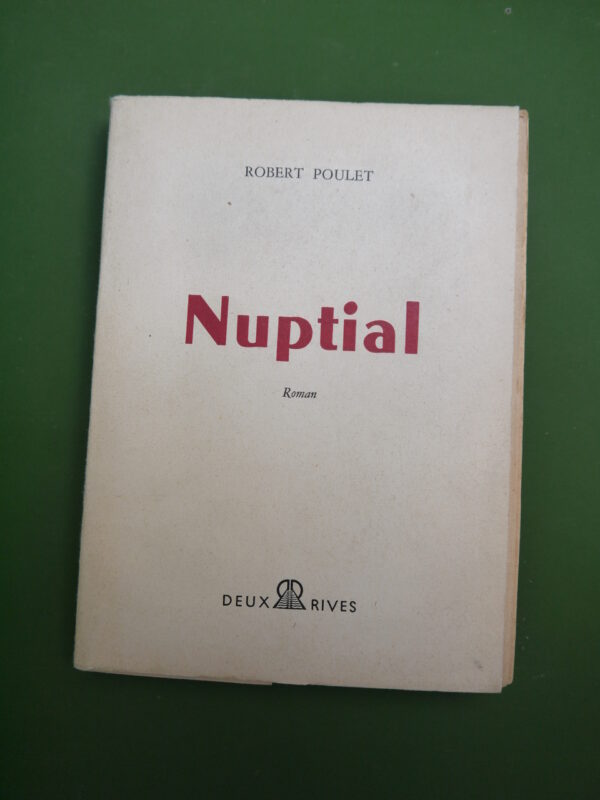 ROBERT POULET
Nuptial
Roman
DEUX RIVES